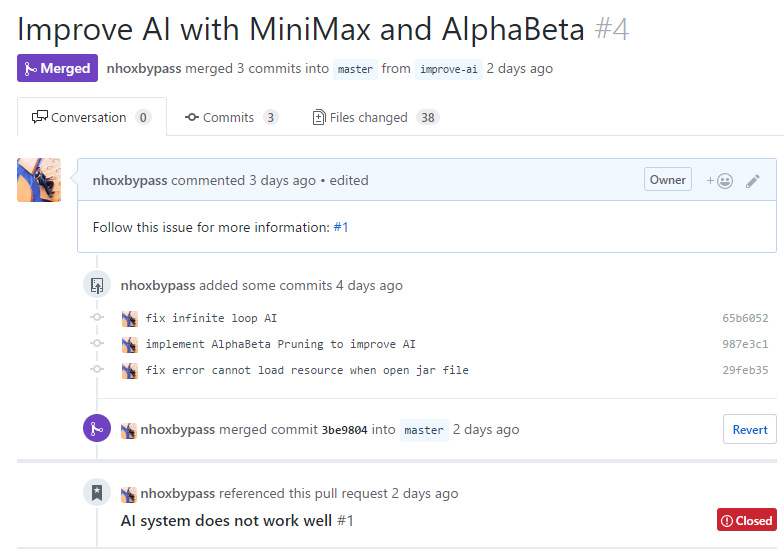 Improve AI with MiniMax and AlphaBeta #4
Merged nhoxbypass merged 3 commits into master from improve-ai 2 days ago
Conversation 0 Commits 3 Files changed 38
nhoxbypass commented 3 days ago • edited Owner +
Follow this issue for more information: #1
nhoxbypass added some commits 4 days ago
fix infinite loop AI 65b6052
implement AlphaBeta Pruning to improve AI 987e3c1
fix error cannot load resource when open jar file 29feb35
nhoxbypass merged commit 3be9804 into master 2 days ago Revert
nhoxbypass referenced this pull request 2 days ago
AI system does not work well #1 Closed